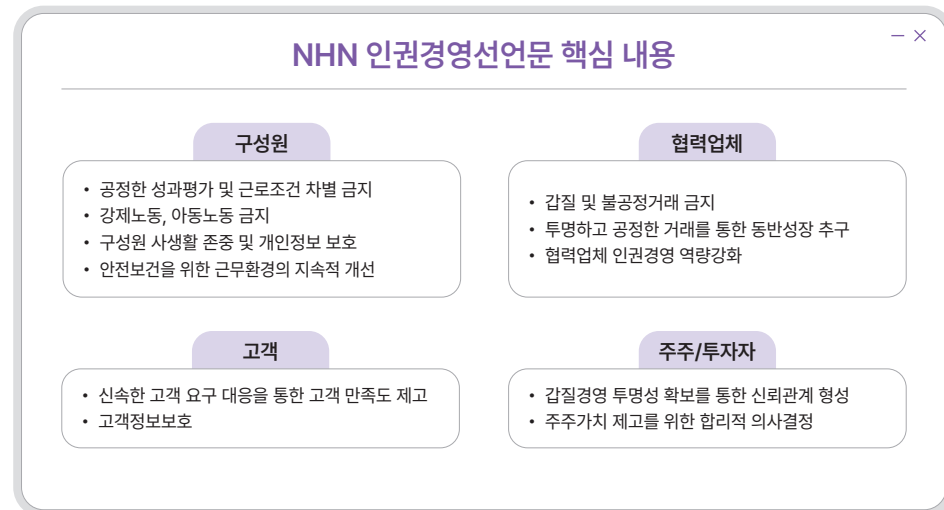 NHN 인권경영선언문 핵심 내용
구성원
• 공정한 성과평가 및 근로조건 차별 금지
• 강제노동, 아동노동 금지
• 구성원 사생활 존중 및 개인정보 보호
• 안전보건을 위한 근무환경의 지속적 개선
협력업체
• 갑질 및 불공정거래 금지
• 투명하고 공정한 거래를 통한 동반성장 추구
• 협력업체 인권경영 역량강화
고객
• 신속한 고객 요구 대응을 통한 고객 만족도 제고
• 고객정보보호
주주/투자자
• 갑질경영 투명성 확보를 통한 신뢰관계 형성
• 주주가치 제고를 위한 합리적 의사결정